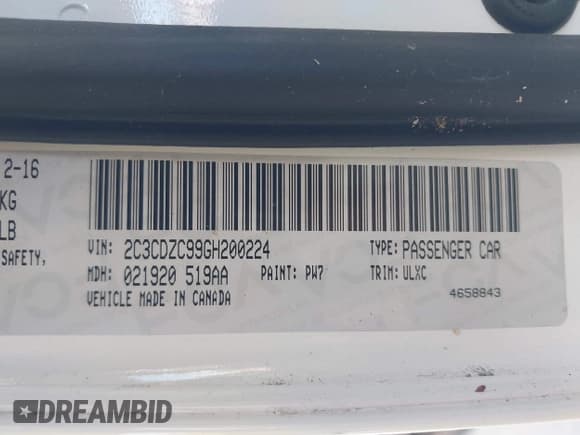 2-16
KG
LB
SAFETY,
VIN: 2C3CDZC99GH200224 TYPE: PASSENGER CAR
MDH: 021920 519AA PAINT: PW7 TRIM: ULXC
VEHICLE MADE IN CANADA 4658843
DREAMBID